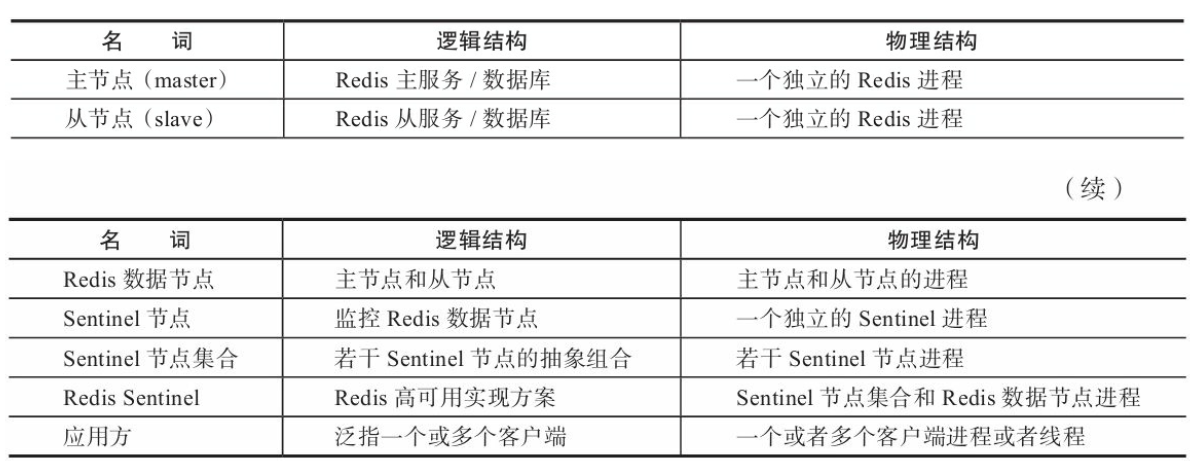 名 词 逻辑结构 物理结构
主节点（master） Redis 主服务 / 数据库 一个独立的 Redis 进程
从节点（slave） Redis 从服务 / 数据库 一个独立的 Redis 进程
（续）
名 词 逻辑结构 物理结构
Redis 数据节点 主节点和从节点 主节点和从节点的进程
Sentinel 节点 监控 Redis 数据节点 一个独立的 Sentinel 进程
Sentinel 节点集合 若干 Sentinel 节点的抽象组合 若干 Sentinel 节点进程
Redis Sentinel Redis 高可用实现方案 Sentinel 节点集合和 Redis 数据节点进程
应用方 泛指一个或多个客户端 一个或者多个客户端进程或者线程